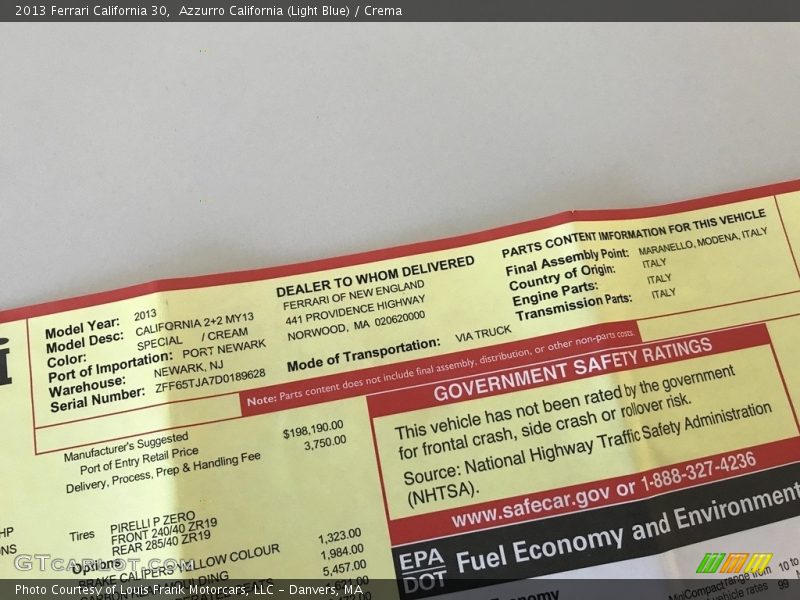 2013 Ferrari California 30,  Azzurro California (Light Blue) / Crema
Model Year: 2013
Model Desc: CALIFORNIA 2+2 MY13
Color: SPECIAL / CREAM
Port of Importation: PORT NEWARK
Warehouse: NEWARK, NJ
Serial Number: ZFF65TJA7D0189628
DEALER TO WHOM DELIVERED
FERRARI OF NEW ENGLAND
441 PROVIDENCE HIGHWAY
NORWOOD, MA 020620000
Mode of Transportation: VIA TRUCK
PARTS CONTENT INFORMATION FOR THIS VEHICLE
Final Assembly Point: MARANELLO, MODENA, ITALY
Country of Origin: ITALY
Engine Parts: ITALY
Transmission Parts: ITALY
Note: Parts content does not include final assembly, distribution, or other non-parts costs.
Manufacturer's Suggested
Port of Entry Retail Price $198,190.00
Delivery, Process, Prep & Handling Fee 3,750.00
Tires PIRELLI P ZERO
FRONT 240/40 ZR19
REAR 285/40 ZR19
Options
BRAKE CALIPERS YELLOW COLOUR 1,323.00
1,984.00
5,457.00
GOVERNMENT SAFETY RATINGS
This vehicle has not been rated by the government
for frontal crash, side crash or rollover risk.
Source: National Highway Traffic Safety Administration
(NHTSA).
www.safecar.gov or 1-888-327-4236
EPA
DOT
Fuel Economy and Environment
GTcarlot.com
Photo Courtesy of Louis Frank Motorcars, LLC – Danvers, MA